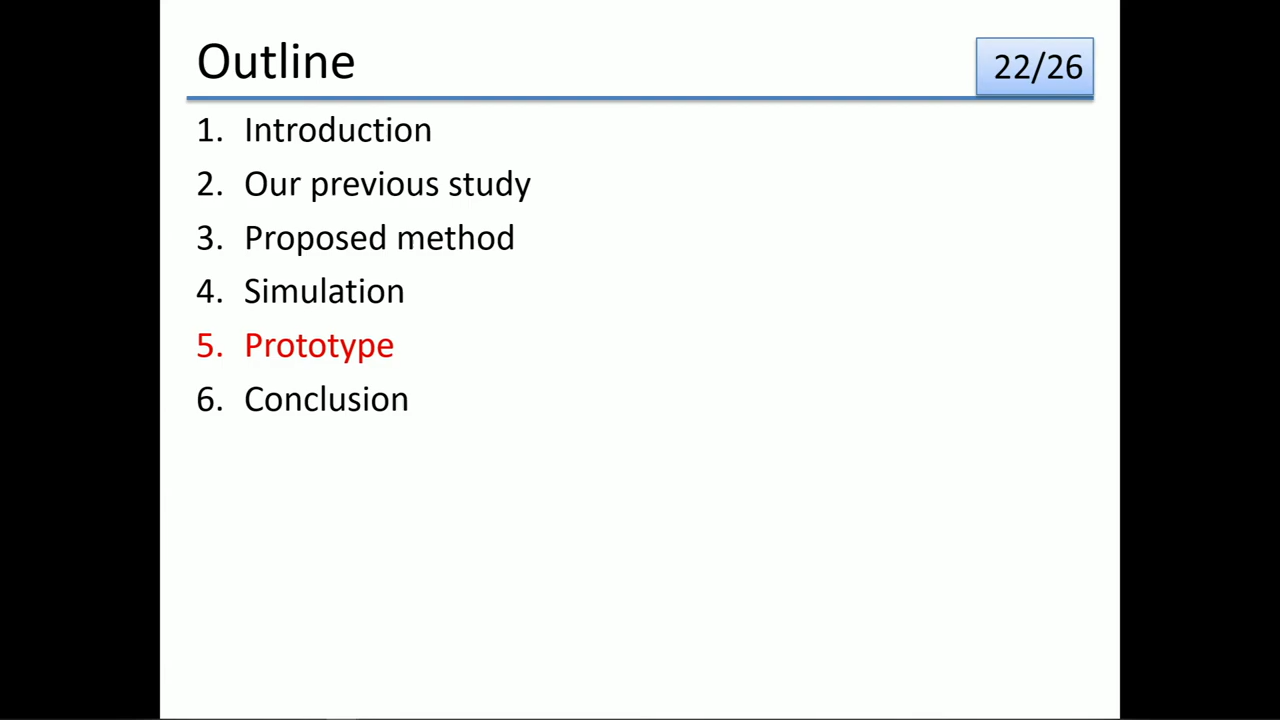 Outline
22/26
1. Introduction
2. Our previous study
3. Proposed method
4. Simulation
5. Prototype
6. Conclusion